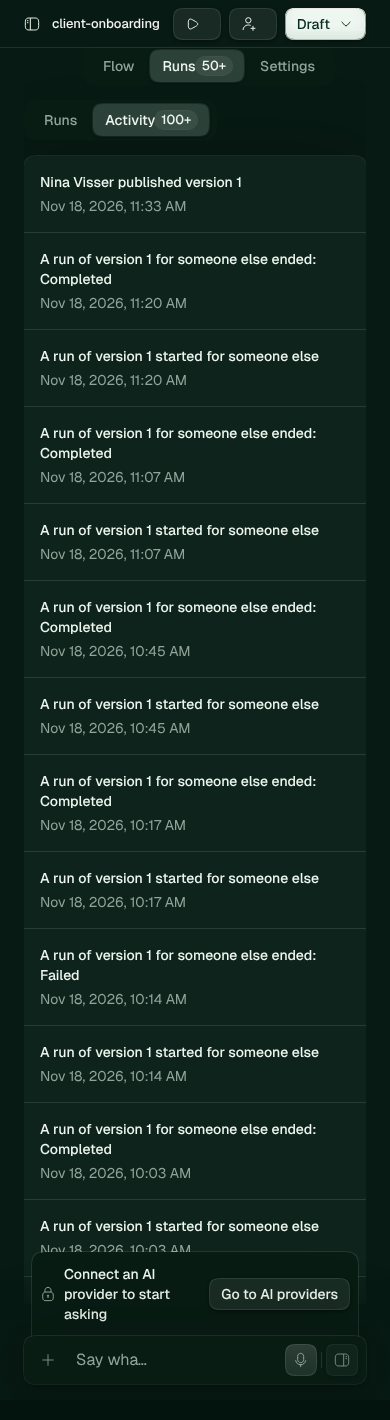 client-onboarding
Draft
Flow
Runs 50+
Settings
Runs
Activity 100+
Nina Visser published version 1
Nov 18, 2026, 11:33 AM
A run of version 1 for someone else ended:
Completed
Nov 18, 2026, 11:20 AM
A run of version 1 started for someone else
Nov 18, 2026, 11:20 AM
A run of version 1 for someone else ended:
Completed
Nov 18, 2026, 11:07 AM
A run of version 1 started for someone else
Nov 18, 2026, 11:07 AM
A run of version 1 for someone else ended:
Completed
Nov 18, 2026, 10:45 AM
A run of version 1 started for someone else
Nov 18, 2026, 10:45 AM
A run of version 1 for someone else ended:
Completed
Nov 18, 2026, 10:17 AM
A run of version 1 started for someone else
Nov 18, 2026, 10:17 AM
A run of version 1 for someone else ended:
Failed
Nov 18, 2026, 10:14 AM
A run of version 1 started for someone else
Nov 18, 2026, 10:14 AM
A run of version 1 for someone else ended:
Completed
Nov 18, 2026, 10:03 AM
A run of version 1 started for someone else
Nov 18, 2026, 10:03 AM
Connect an AI
provider to start
asking
Go to AI providers
Say wha...